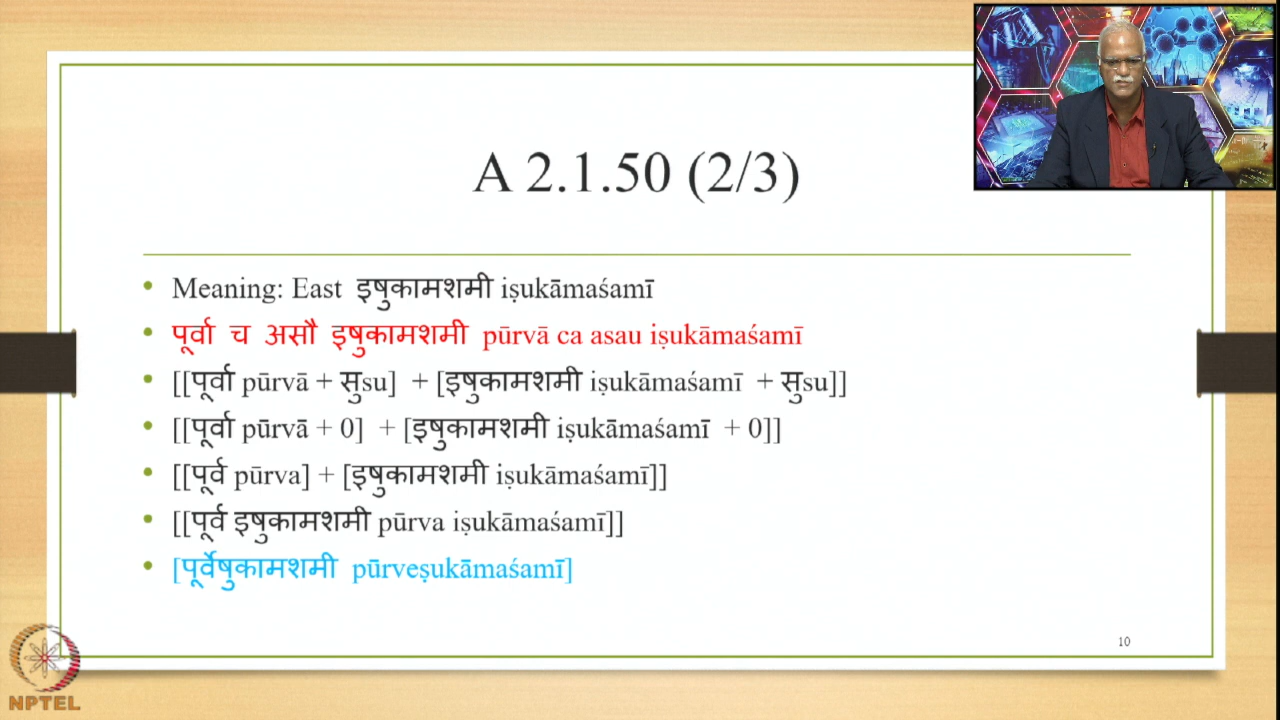 A 2.1.50 (2/3)
Meaning: East इषुकामशमी iṣukāmaśamī
पूर्वा च असौ इषुकामशमी pūrvā ca asau iṣukāmaśamī
[[पूर्वा pūrvā + सुsu] + [इषुकामशमी iṣukāmaśamī + सुsu]]
[[पूर्वा pūrvā + 0] + [इषुकामशमी iṣukāmaśamī + 0]]
[[पूर्व pūrva] + [इषुकामशमी iṣukāmaśamī]]
[[पूर्व इषुकामशमी pūrva iṣukāmaśamī]]
[पूर्वेषुकामशमी pūrveṣukāmaśamī]
10
NPTEL